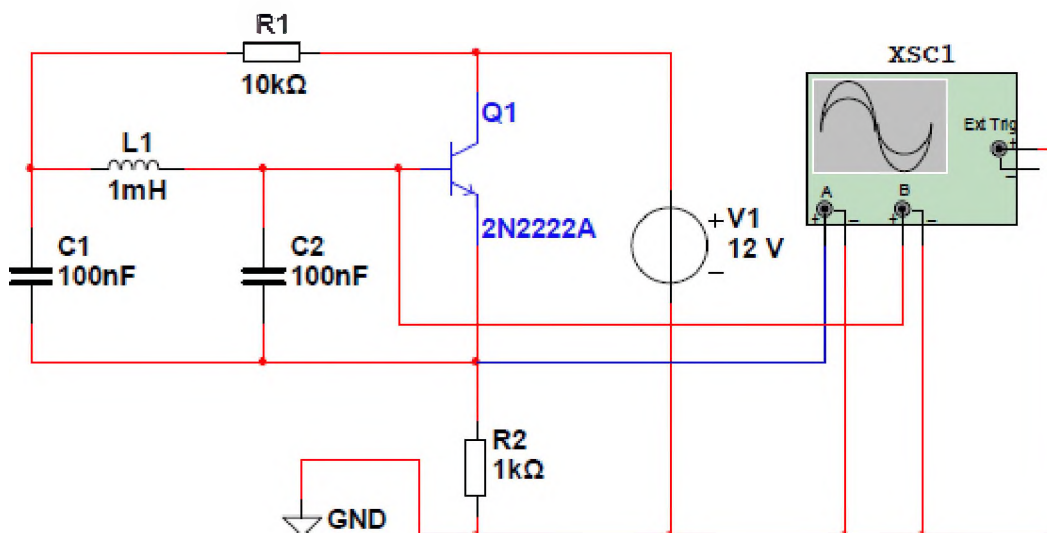 R1
10kΩ
XSC1
Q1
Ext Trig
+
−
L1
1mH
A
B
+ −
+ −
2N2222A
+
V1
12 V
−
C1
100nF
C2
100nF
R2
1kΩ
GND